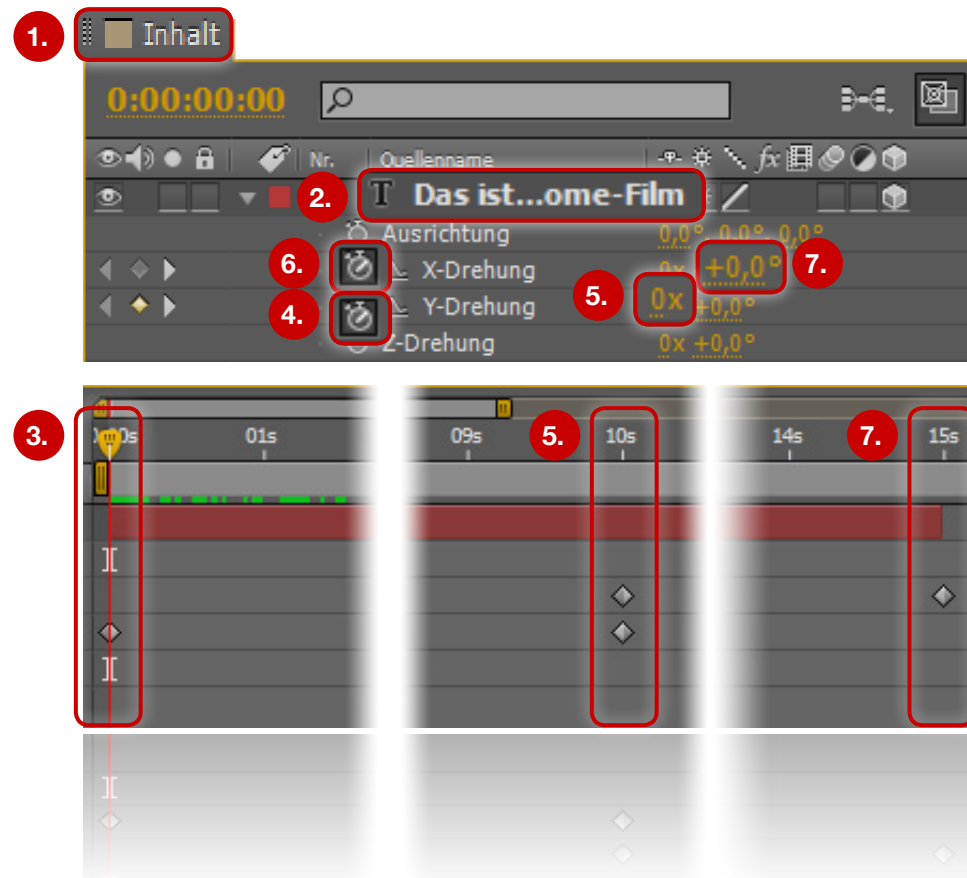 1. Inhalt
0:00:00:00
Nr. Quellenname fx
2. T Das ist...ome-Film
Ausrichtung 0,0°, 0,0°, 0,0°
6. X-Drehung 0x +0,0° 7.
4. Y-Drehung 5. 0x +0,0°
Z-Drehung 0x +0,0°
3. 01s 09s 5. 10s 14s 7. 15s